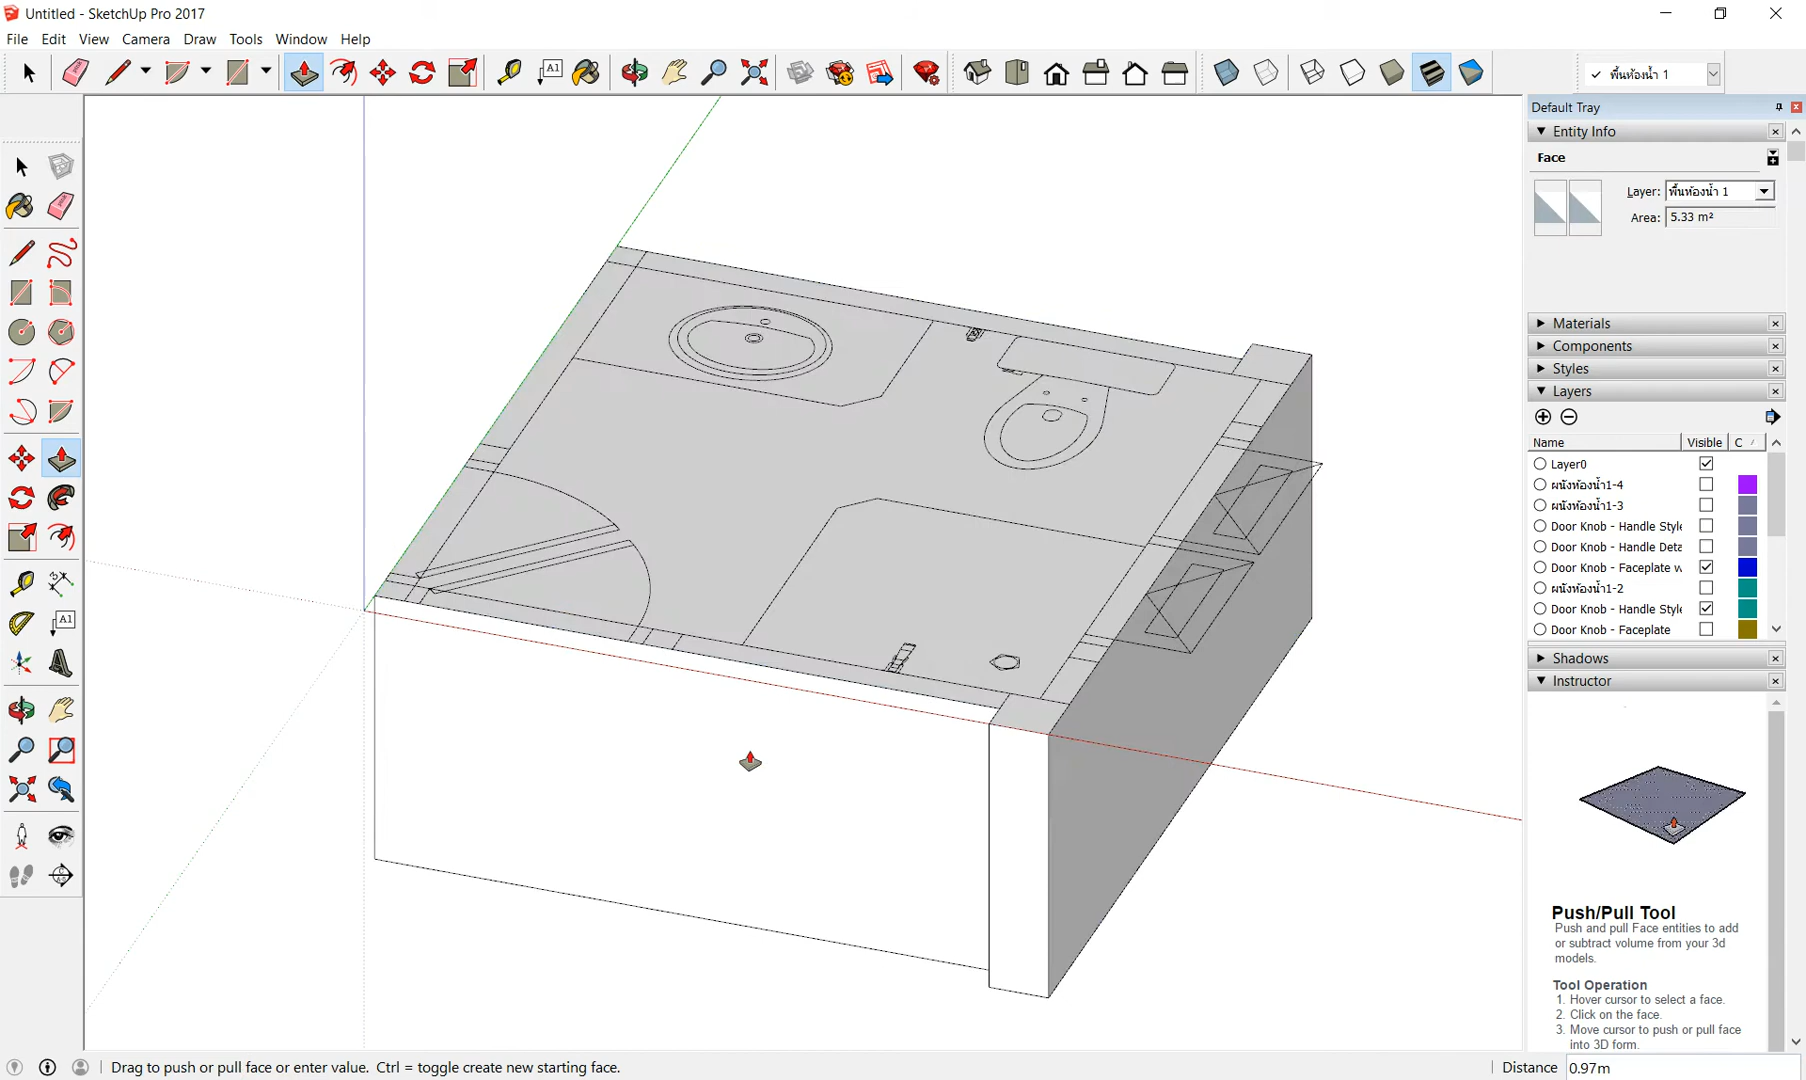 Untitled - SketchUp Pro 2017
File Edit View Camera Draw Tools Window Help
A1
พื้นห้องน้ำ 1
Default Tray
Entity Info
Face
Layer: พื้นห้องน้ำ 1
Area: 5.33 m²
Materials
Components
Styles
Layers
Name Visible C
Layer0
ผนังห้องน้ำ1-4
ผนังห้องน้ำ1-3
Door Knob - Handle Style
Door Knob - Handle Deta
Door Knob - Faceplate w
ผนังห้องน้ำ1-2
Door Knob - Handle Style
Door Knob - Faceplate
Shadows
Instructor
A1
Push/Pull Tool
Push and pull Face entities to add
or subtract volume from your 3d
models.
Tool Operation
1. Hover cursor to select a face.
2. Click on the face.
3. Move cursor to push or pull face
into 3D form.
Drag to push or pull face or enter value. Ctrl = toggle create new starting face.
Distance 0.97m